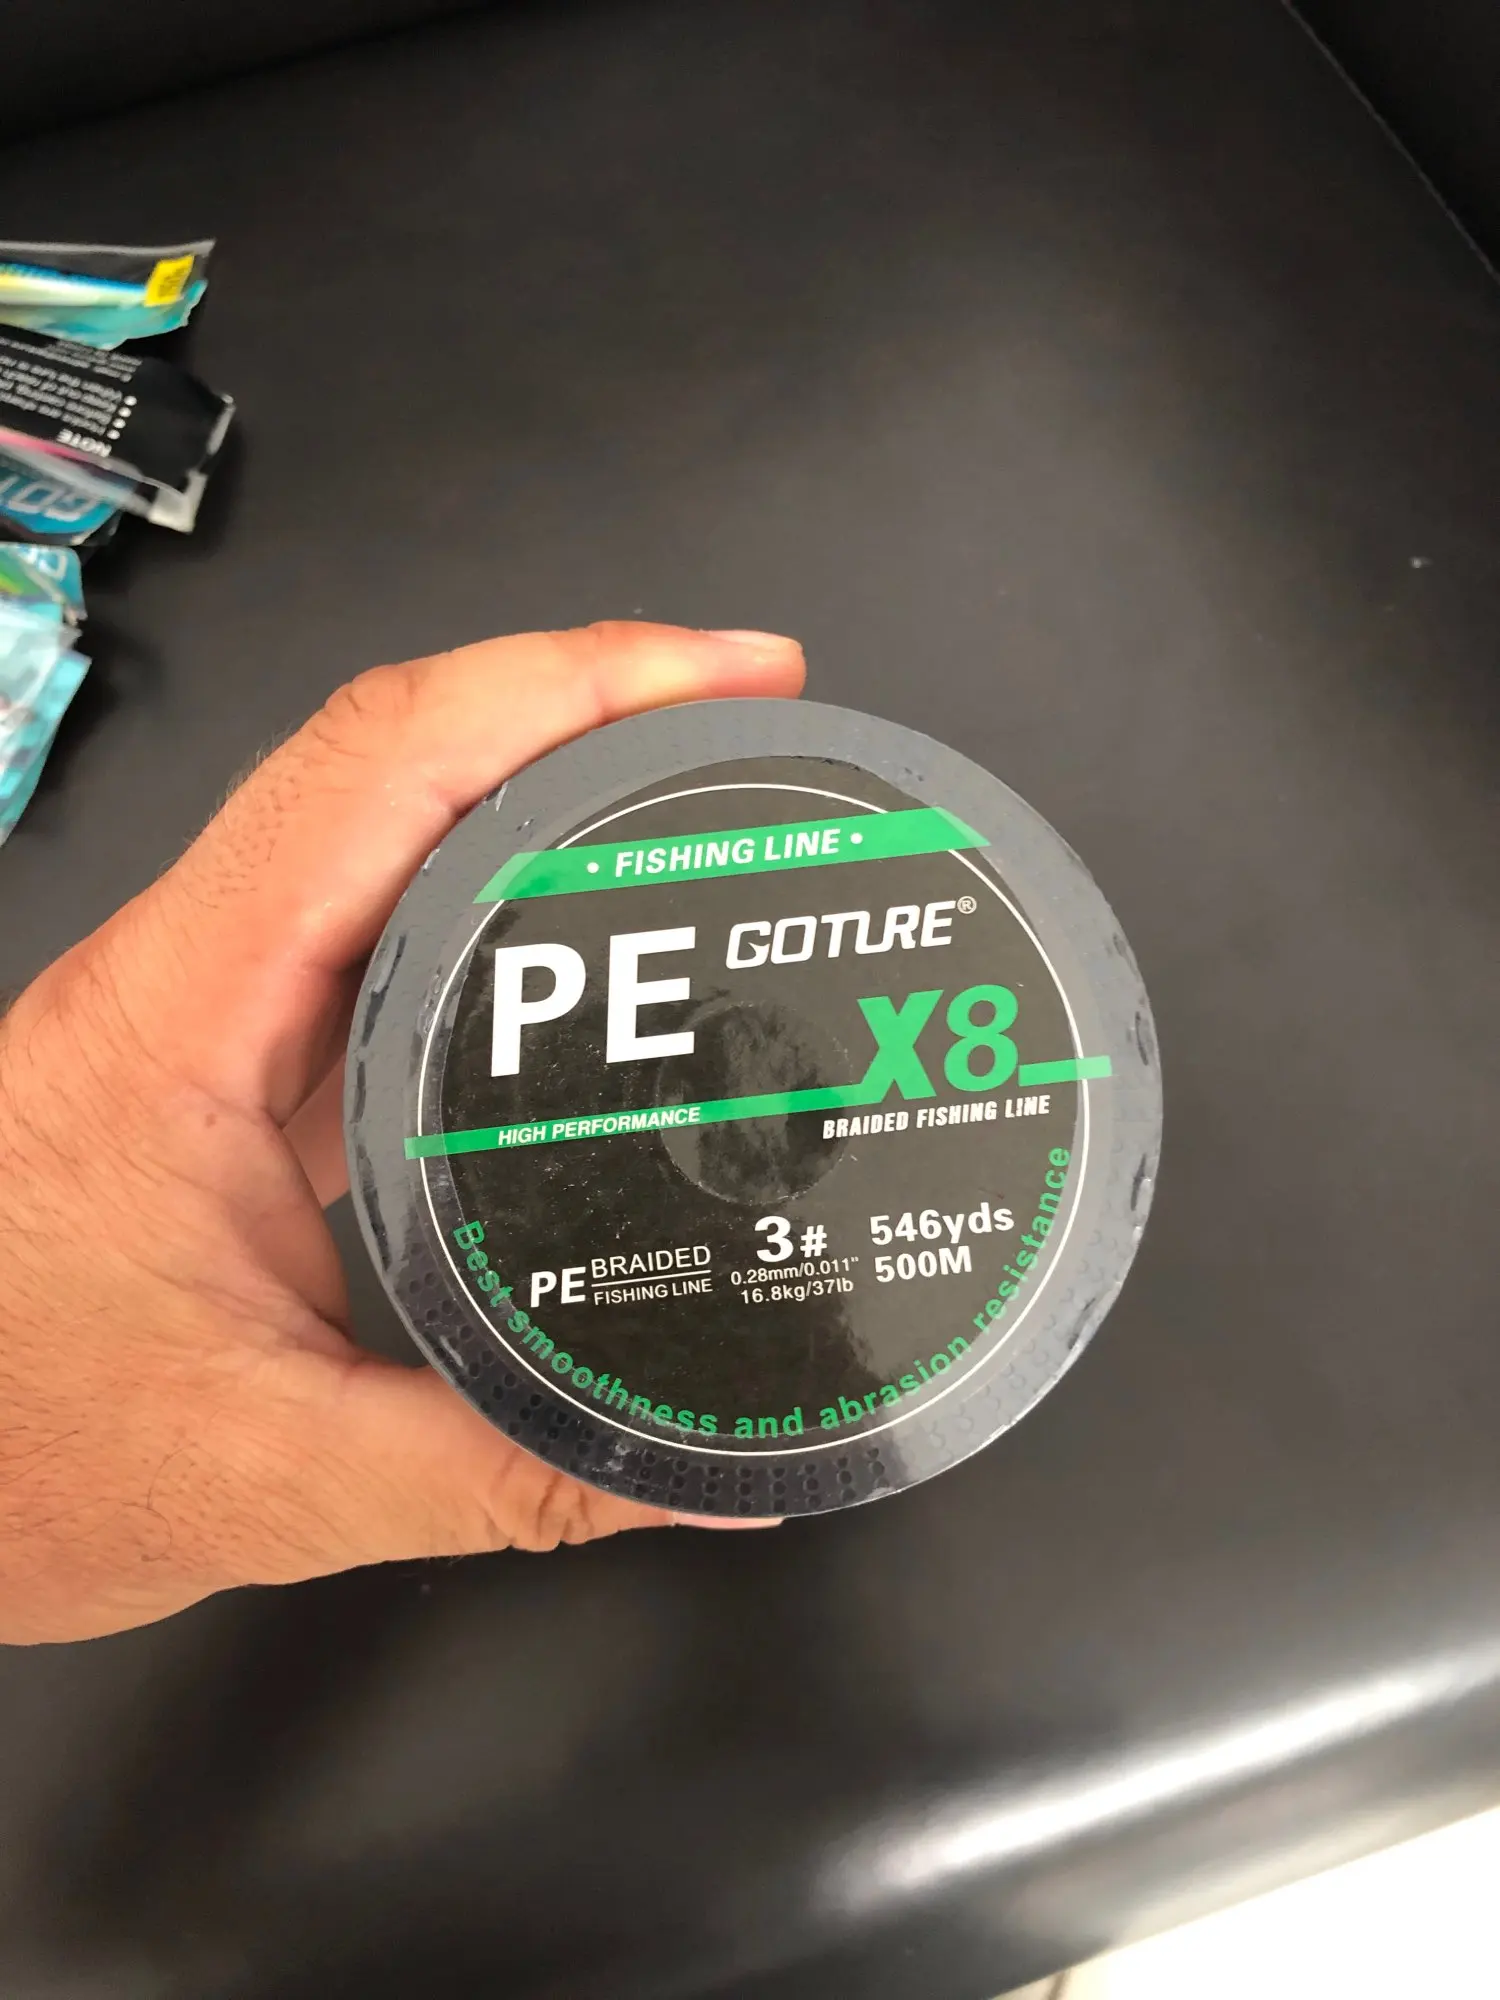 • FISHING LINE •
PE GOTURE®
X8
HIGH PERFORMANCE
BRAIDED FISHING LINE
PE BRAIDED
FISHING LINE
3#
0.28mm/0.011"
16.8kg/37lb
546yds
500M
Best smoothness and abrasion resistance
NOTE